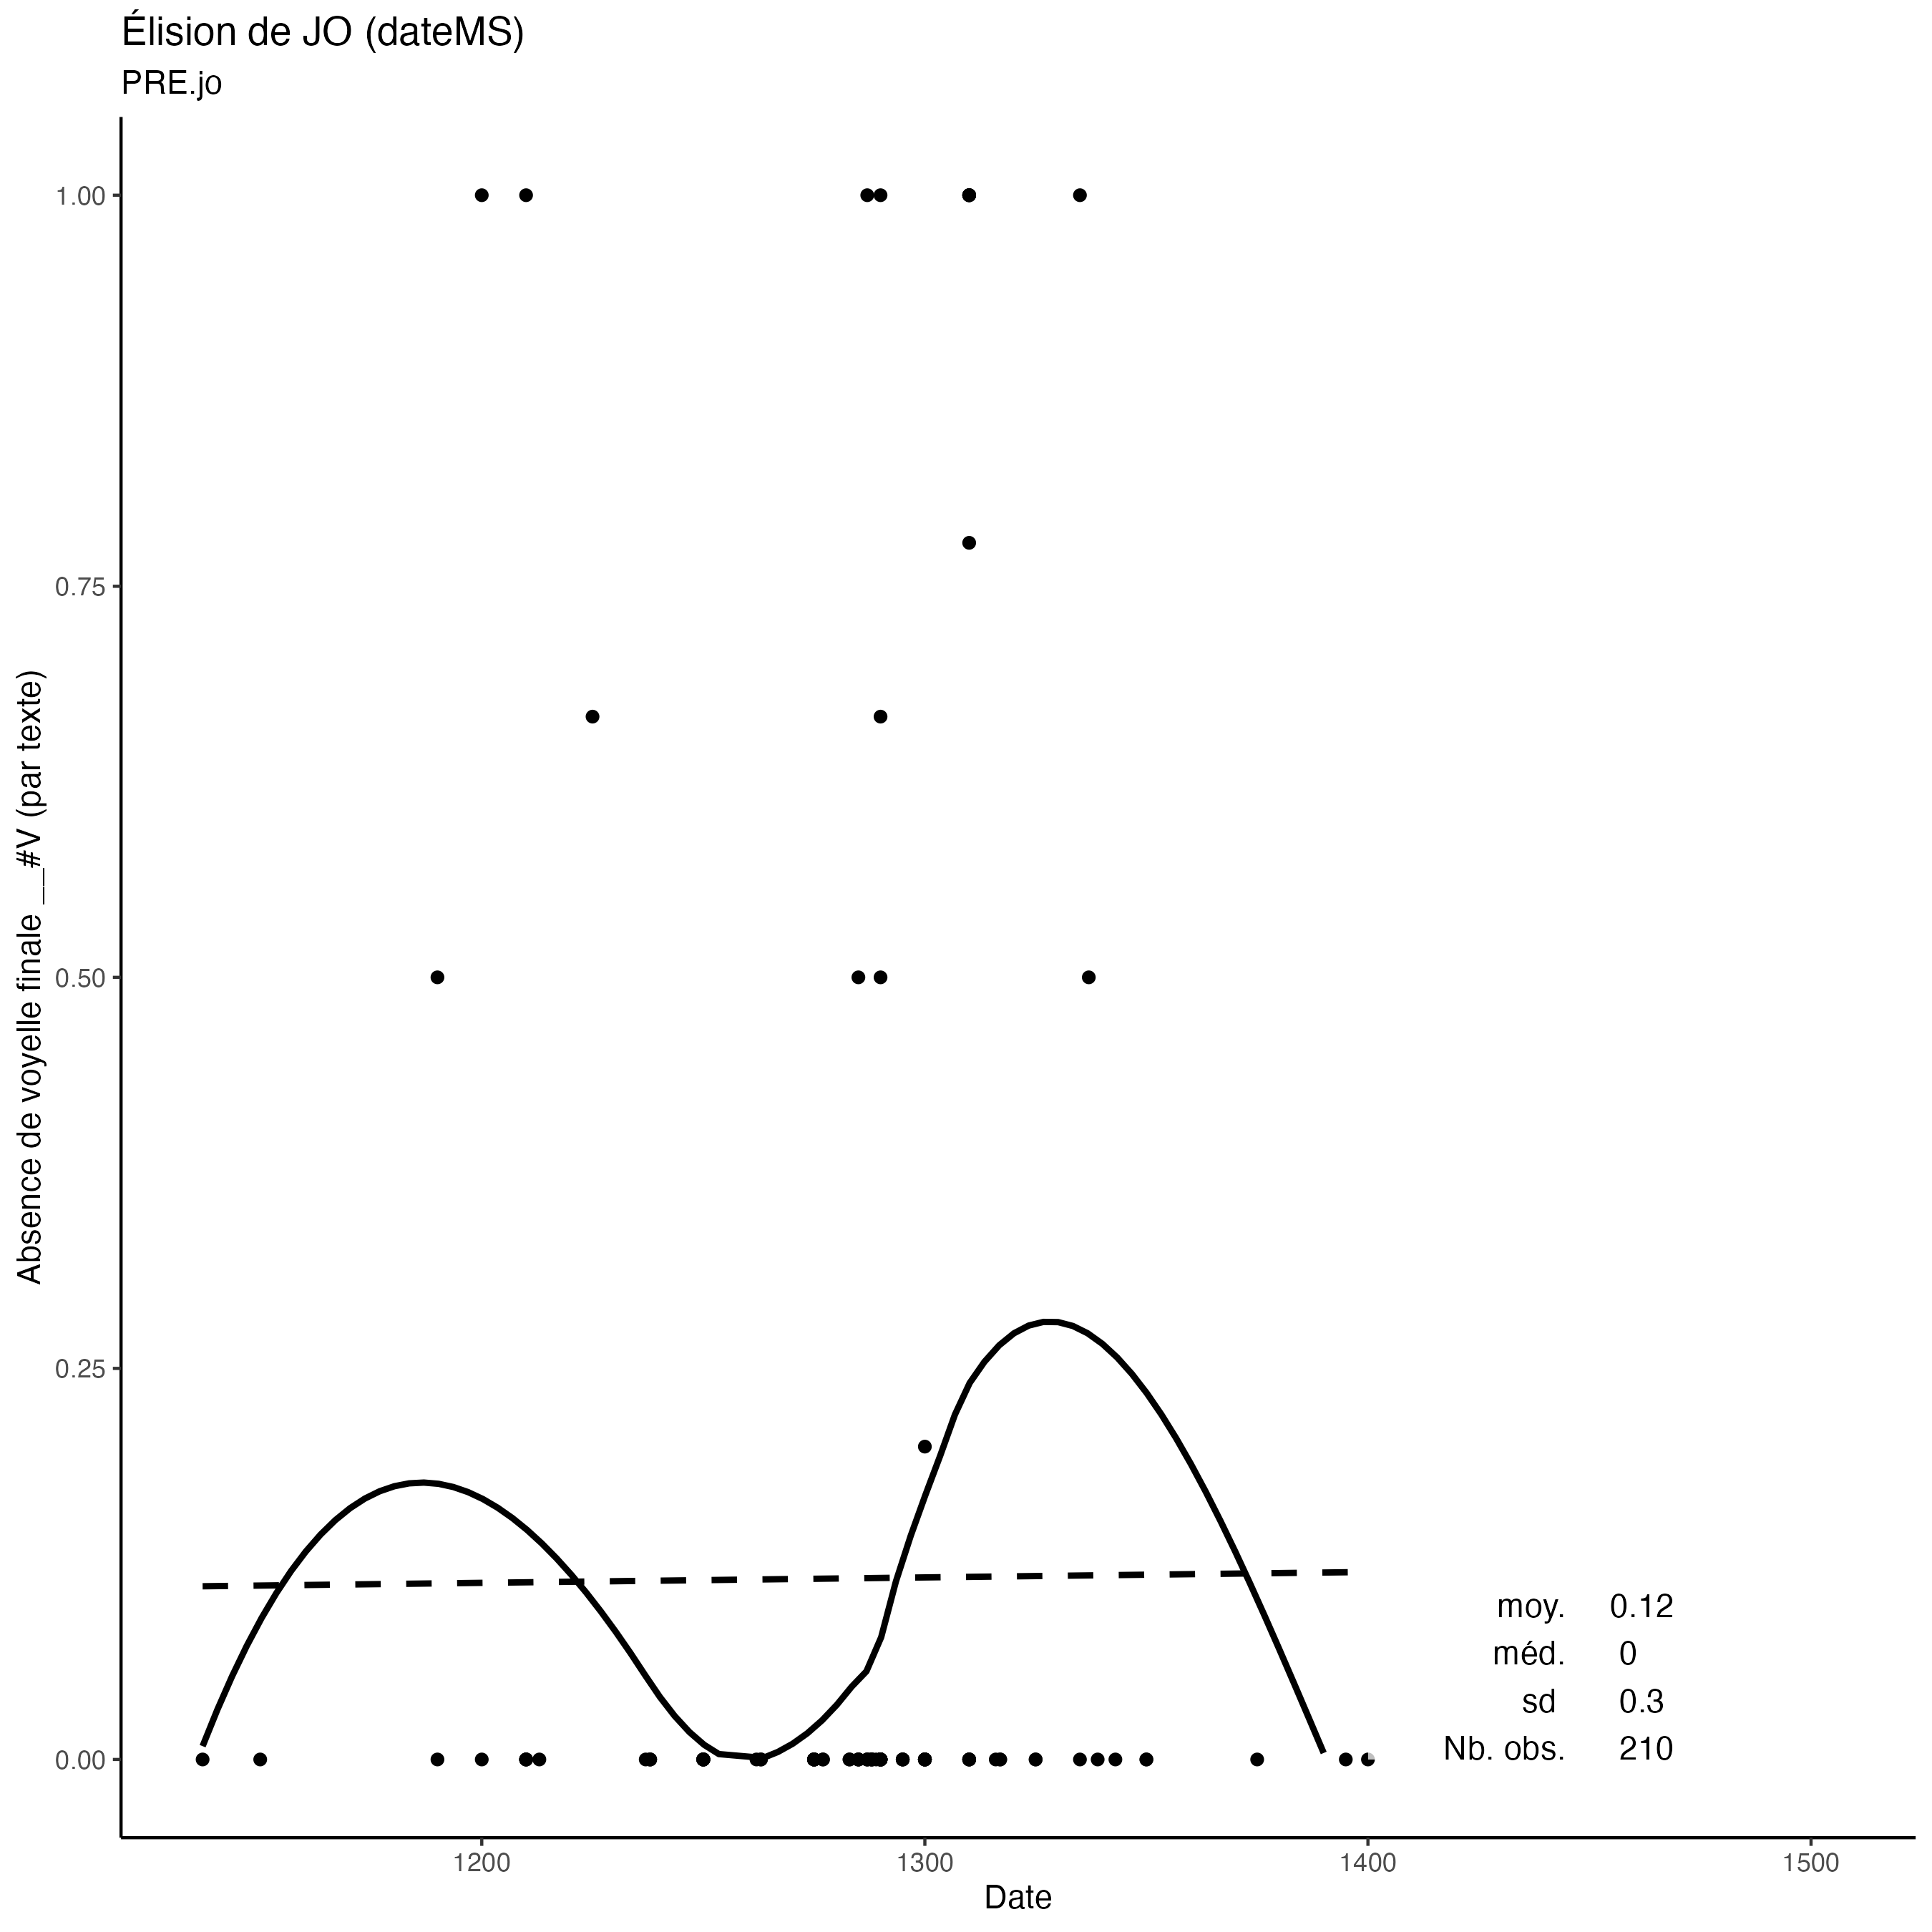 Élision de JO (dateMS)
PRE.jo
Absence de voyelle finale __#V (par texte)
1.00
0.75
0.50
0.25
0.00
moy. 0.12
méd. 0
sd 0.3
Nb. obs. 210
1200 1300 1400 1500
Date